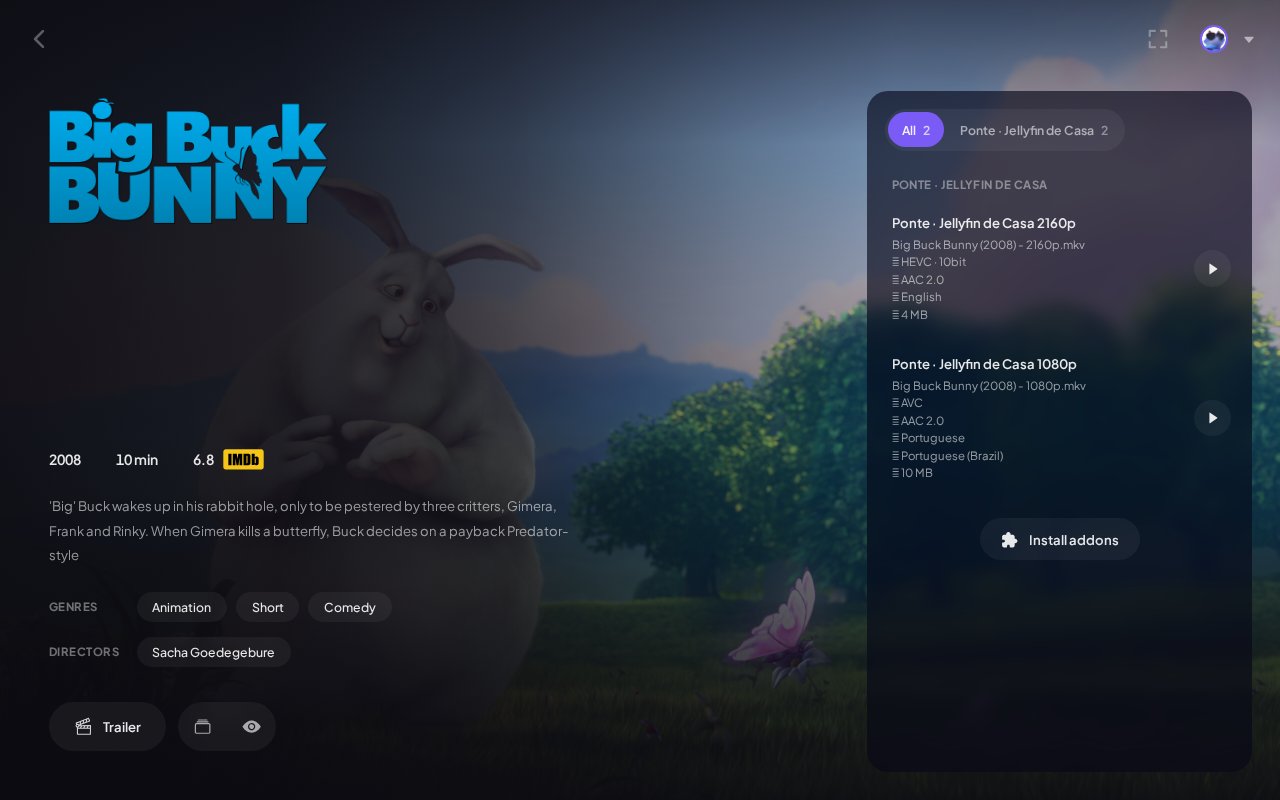 Big Buck
BUNNY
2008
10 min
6.8 IMDb
'Big' Buck wakes up in his rabbit hole, only to be pestered by three critters, Gimera,
Frank and Rinky. When Gimera kills a butterfly, Buck decides on a payback Predator-
style
GENRES
Animation
Short
Comedy
DIRECTORS
Sacha Goedegebure
Trailer
All 2
Ponte · Jellyfin de Casa 2
PONTE · JELLYFIN DE CASA
Ponte · Jellyfin de Casa 2160p
Big Buck Bunny (2008) - 2160p.mkv
HEVC · 10bit
AAC 2.0
English
4 MB
Ponte · Jellyfin de Casa 1080p
Big Buck Bunny (2008) - 1080p.mkv
AVC
AAC 2.0
Portuguese
Portuguese (Brazil)
10 MB
Install addons